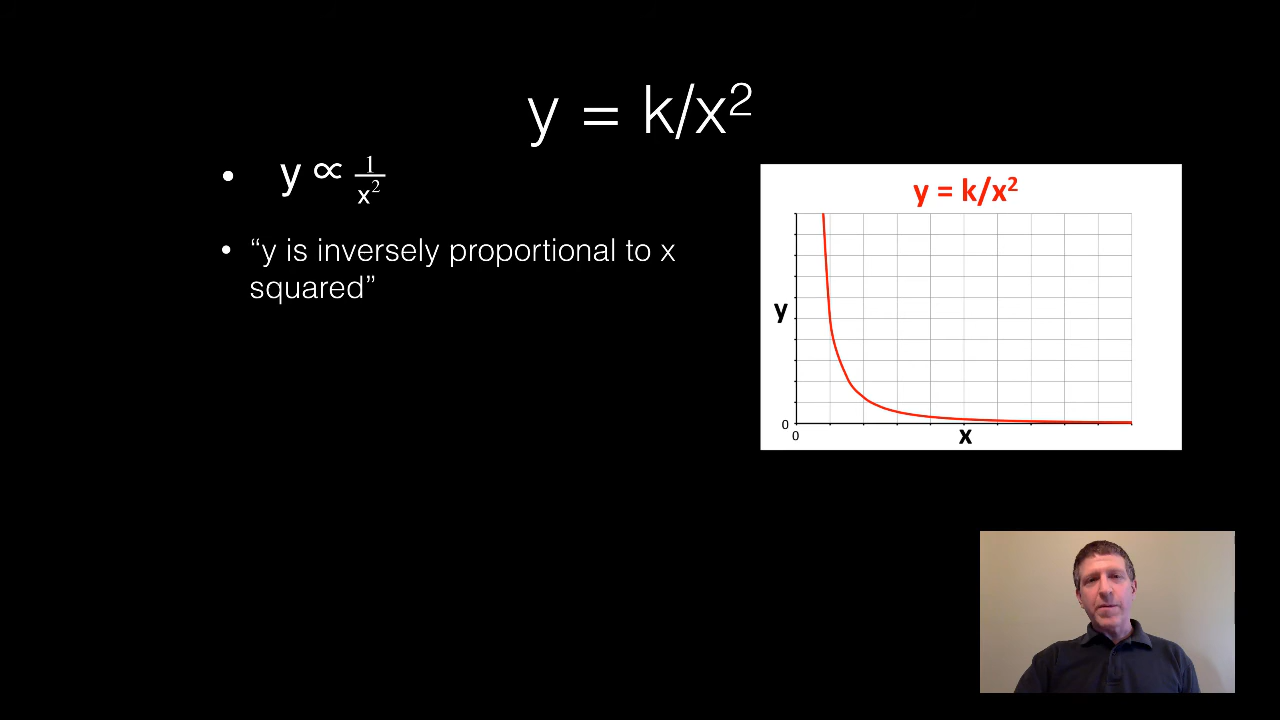 y = k/x²
• y ∝ 1/x²
• “y is inversely proportional to x
squared”
y = k/x²
y
0
0
x